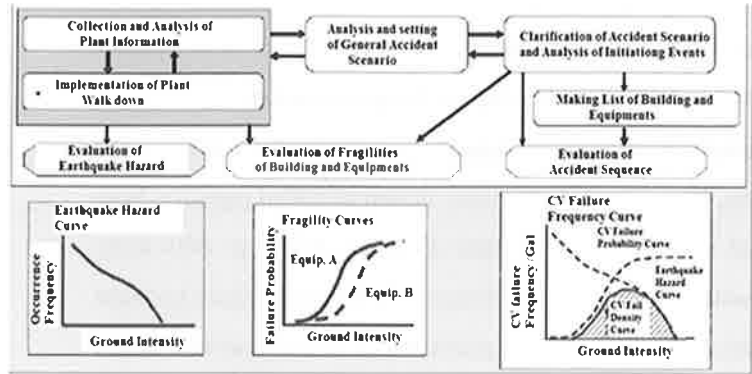 Collection and Analysis of
Plant Information
Implementation of Plant
Walk down
Analysis and setting
of General Accident
Scenario
Clarification of Accident Scenario
and Analysis of Initiationg Events
Making List of Building and
Equipments
Evaluation of
Earthquake Hazard
Evaluation of Fragilities
of Building and Equipments
Evaluation of
Accident Sequence
Earthquake Hazard
Curve
Occurrence
Frequency
Ground Intensity
Fragility Curves
Failure Probability
Equip. A
Equip. B
Ground Intensity
CV Failure
Frequency Curve
CV Failure
Probability Curve
Earthquake
Hazard
Curve
CV failure
Frequency /Gal
CV Fail
Density
Curve
Ground Intensity